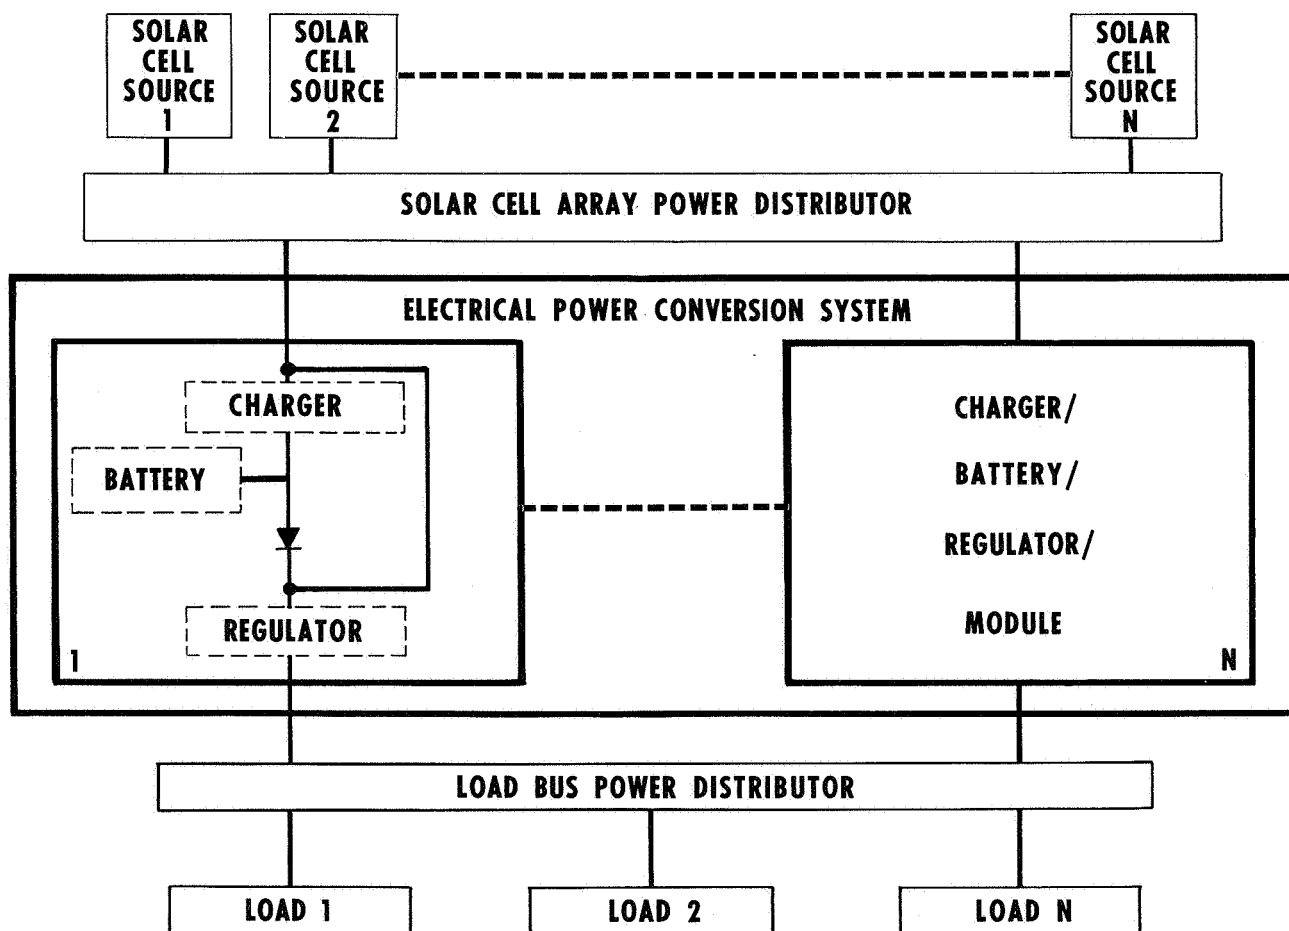 SOLAR
CELL
SOURCE
1
SOLAR
CELL
SOURCE
2
SOLAR
CELL
SOURCE
N
SOLAR CELL ARRAY POWER DISTRIBUTOR
ELECTRICAL POWER CONVERSION SYSTEM
CHARGER
BATTERY
REGULATOR
1
CHARGER/
BATTERY/
REGULATOR/
MODULE
N
LOAD BUS POWER DISTRIBUTOR
LOAD 1
LOAD 2
LOAD N